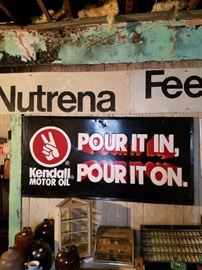 Nutrena Fee
POUR IT IN,
POUR IT ON.
Kendall®
MOTOR OIL